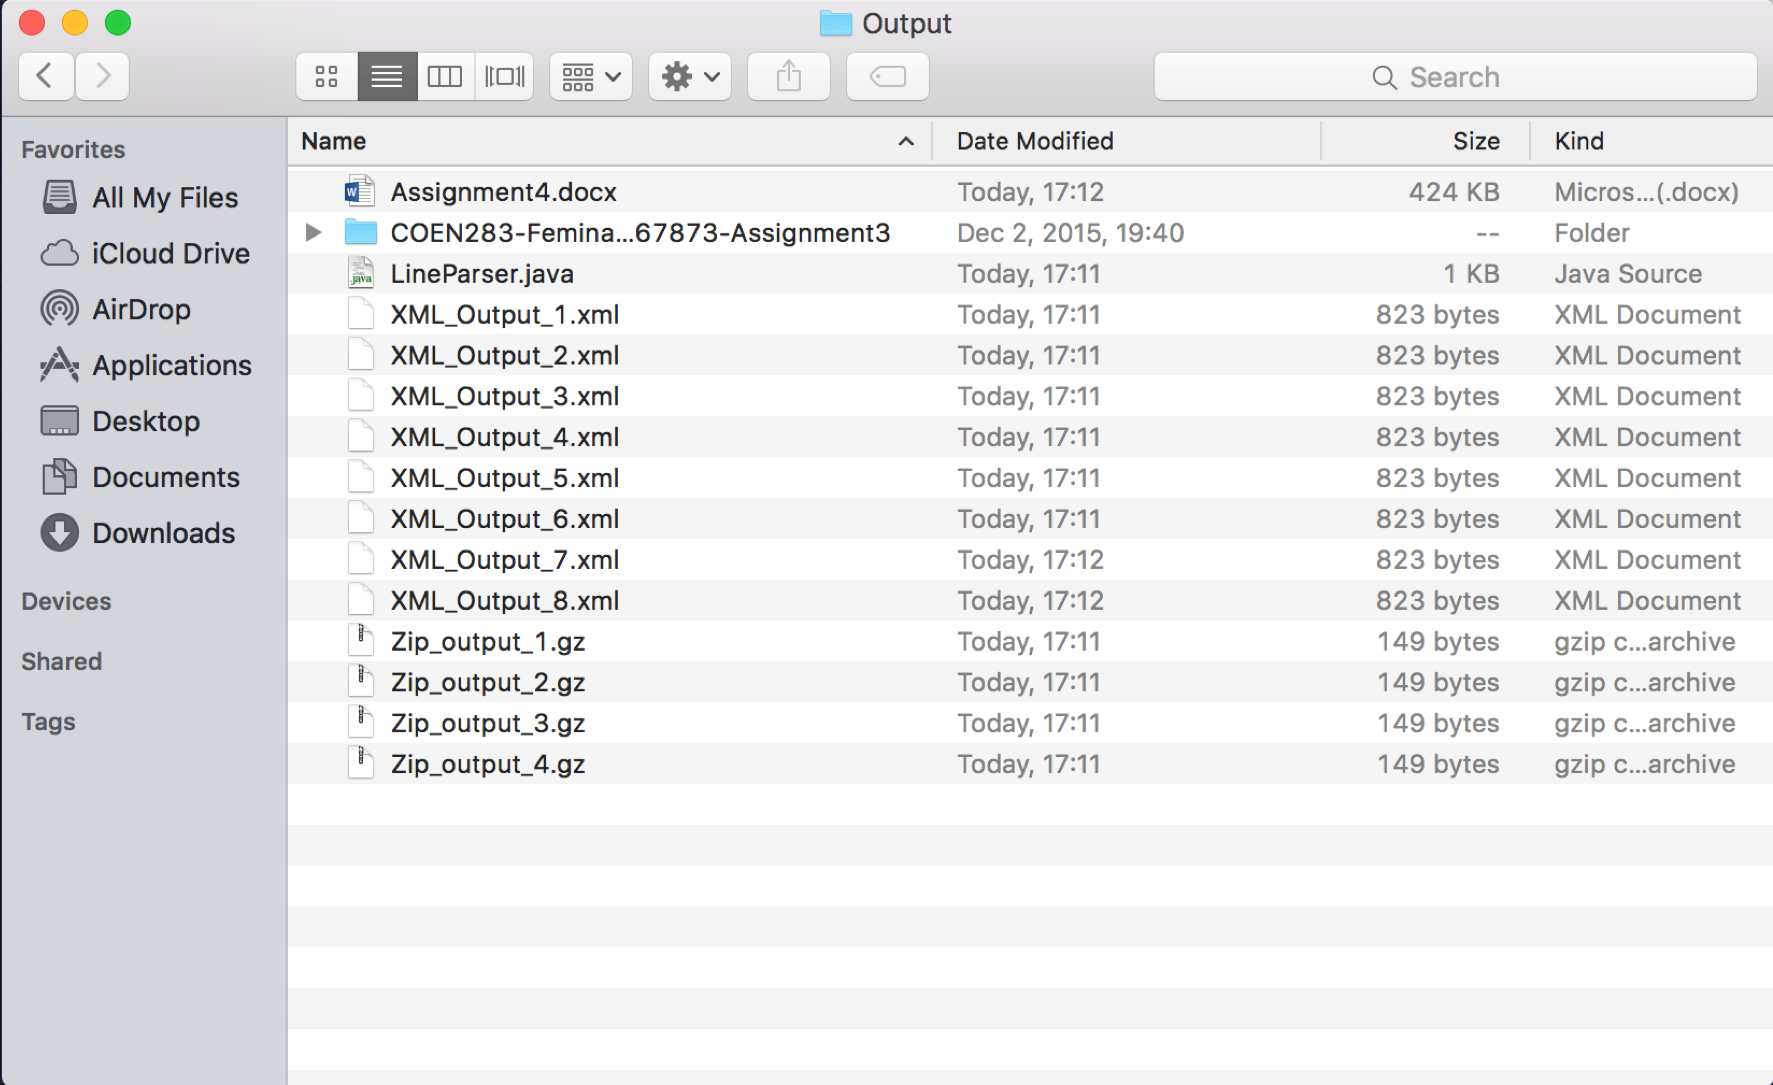 Output
Search
Favorites
All My Files
iCloud Drive
AirDrop
Applications
Desktop
Documents
Downloads
Devices
Shared
Tags
Name Date Modified Size Kind
Assignment4.docx Today, 17:12 424 KB Micros...(.docx)
COEN283-Femina...67873-Assignment3 Dec 2, 2015, 19:40 -- Folder
LineParser.java Today, 17:11 1 KB Java Source
XML_Output_1.xml Today, 17:11 823 bytes XML Document
XML_Output_2.xml Today, 17:11 823 bytes XML Document
XML_Output_3.xml Today, 17:11 823 bytes XML Document
XML_Output_4.xml Today, 17:11 823 bytes XML Document
XML_Output_5.xml Today, 17:11 823 bytes XML Document
XML_Output_6.xml Today, 17:11 823 bytes XML Document
XML_Output_7.xml Today, 17:12 823 bytes XML Document
XML_Output_8.xml Today, 17:12 823 bytes XML Document
Zip_output_1.gz Today, 17:11 149 bytes gzip c...archive
Zip_output_2.gz Today, 17:11 149 bytes gzip c...archive
Zip_output_3.gz Today, 17:11 149 bytes gzip c...archive
Zip_output_4.gz Today, 17:11 149 bytes gzip c...archive